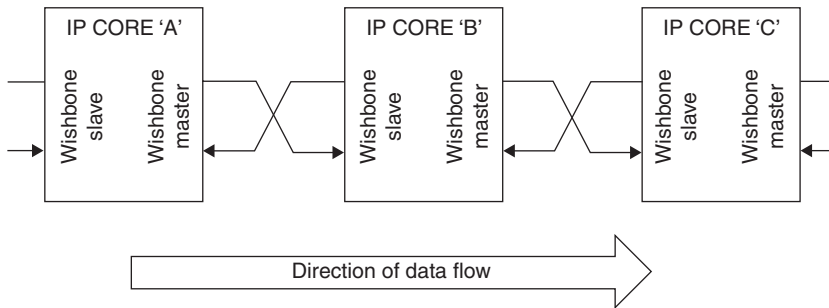 IP CORE ‘A’
Wishbone
slave
Wishbone
master
IP CORE ‘B’
Wishbone
slave
Wishbone
master
IP CORE ‘C’
Wishbone
slave
Wishbone
master
Direction of data flow